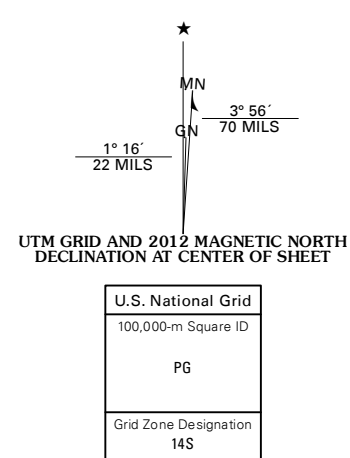 ★
MN
3° 56´
70 MILS
GN
1° 16´
22 MILS
UTM GRID AND 2012 MAGNETIC NORTH
DECLINATION AT CENTER OF SHEET
U.S. National Grid
100,000-m Square ID
PG
Grid Zone Designation
14S